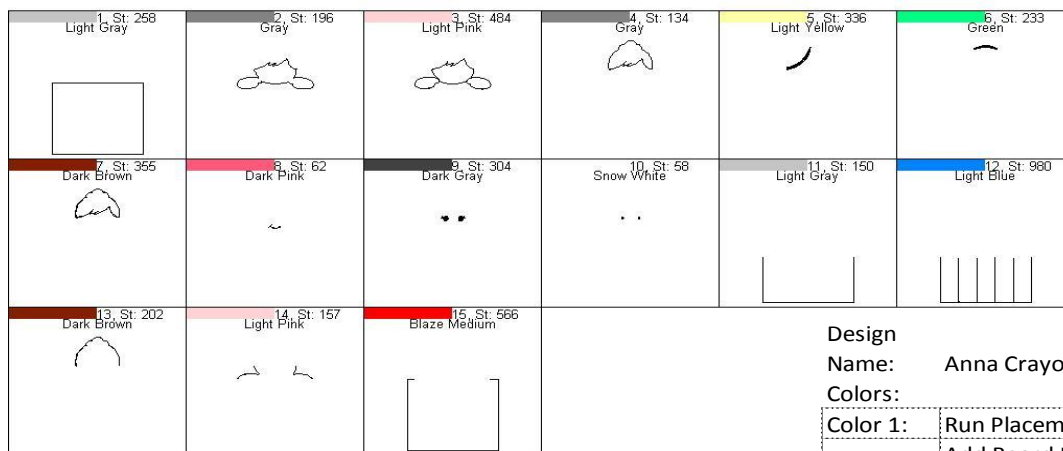 1, St: 258
Light Gray
2, St: 196
Gray
3, St: 484
Light Pink
4, St: 134
Gray
5, St: 336
Light Yellow
6, St: 233
Green
7, St: 355
Dark Brown
8, St: 62
Dark Pink
9, St: 304
Dark Gray
10, St: 58
Snow White
11, St: 150
Light Gray
12, St: 980
Light Blue
13, St: 202
Dark Brown
14, St: 157
Light Pink
15, St: 566
Blaze Medium
Design
Name: Anna Crayo
Colors:
Color 1: Run Placem